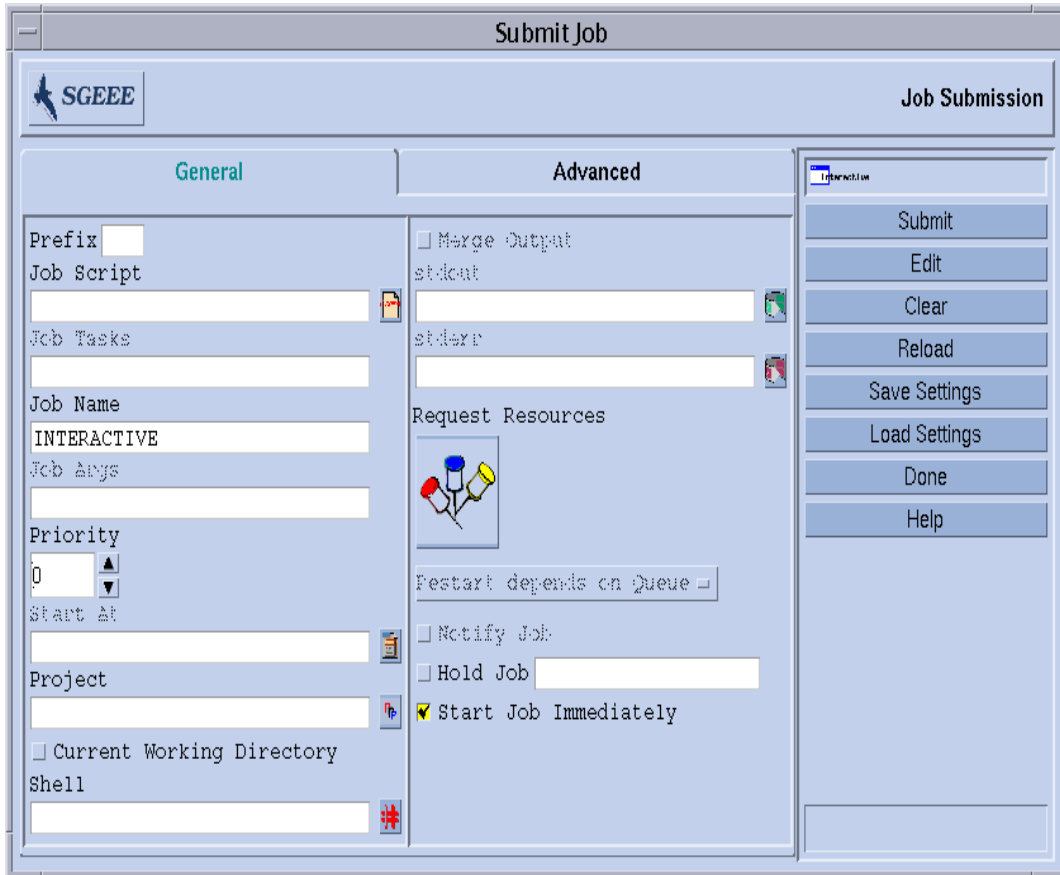 Submit Job
SGEEE
Job Submission
General
Advanced
Prefix
Job Script
Job Tasks
Job Name
INTERACTIVE
Job Args
Priority
0
Start At
Project
Current Working Directory
Shell
Merge Output
stdout
stderr
Request Resources
Restart depends on Queue
Notify Job
Hold Job
Start Job Immediately
Interactive
Submit
Edit
Clear
Reload
Save Settings
Load Settings
Done
Help